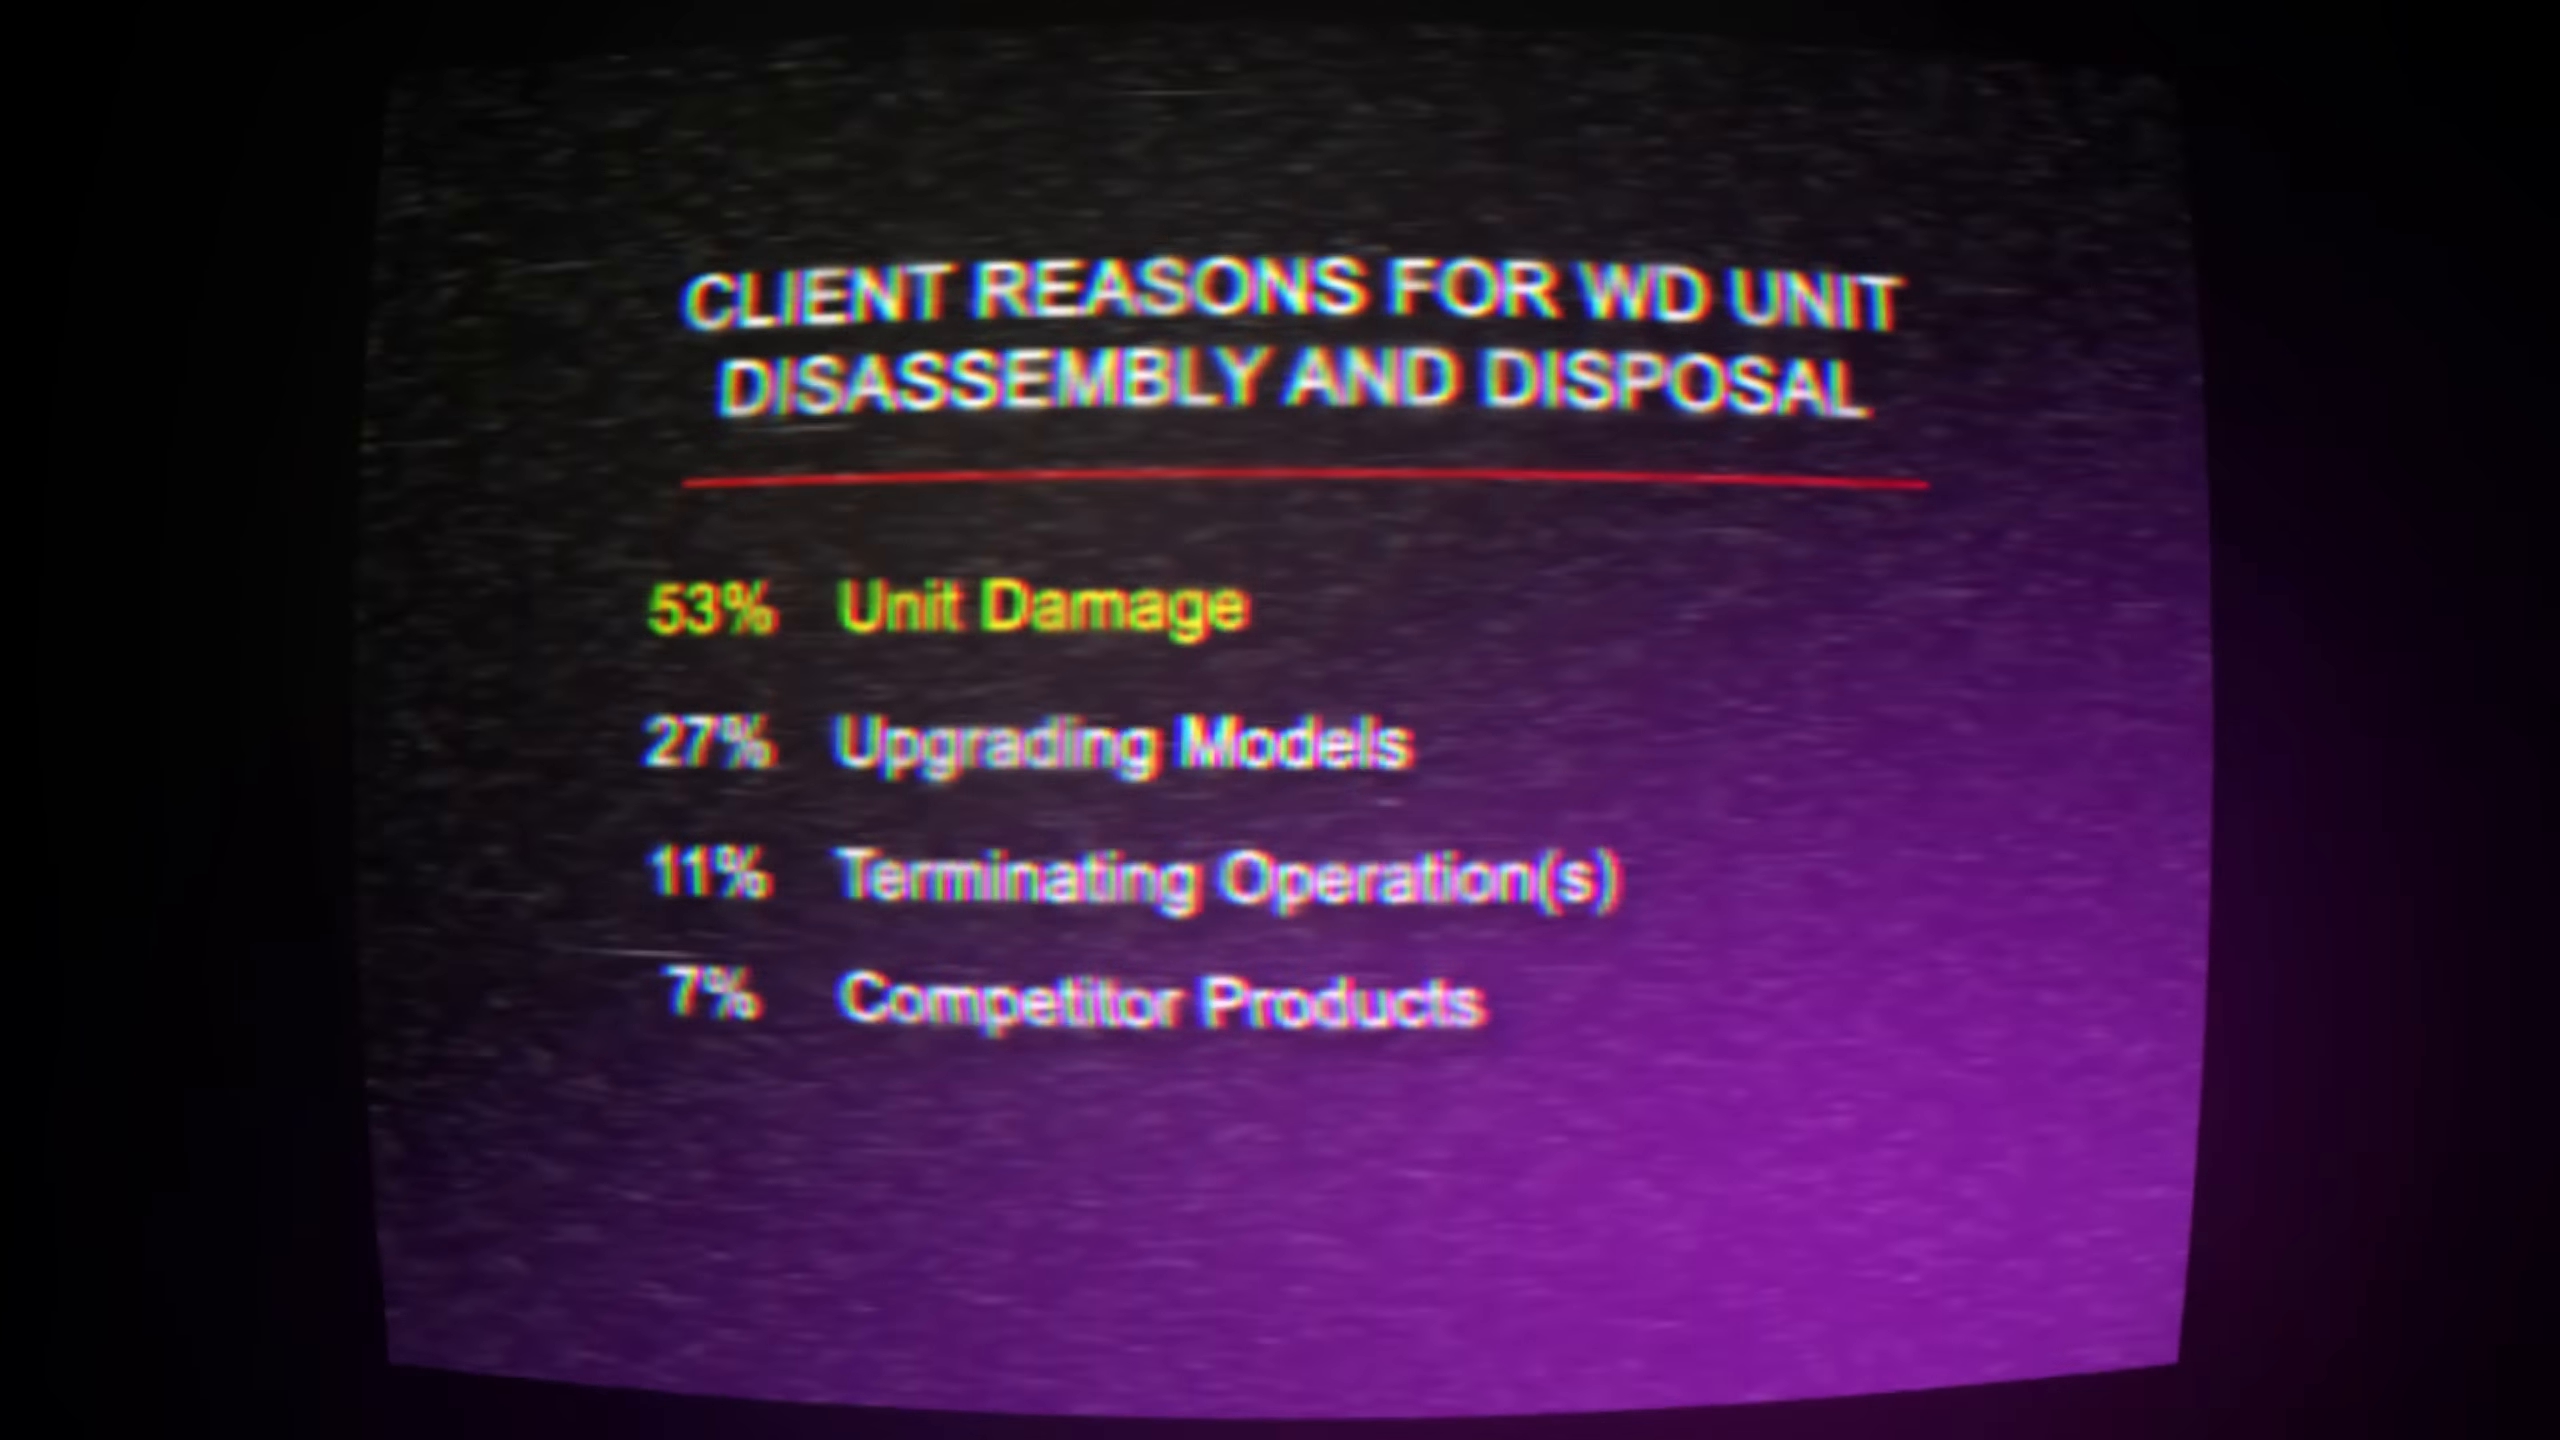 CLIENT REASONS FOR WD UNIT
DISASSEMBLY AND DISPOSAL
53% Unit Damage
27% Upgrading Models
11% Terminating Operation(s)
7% Competitor Products